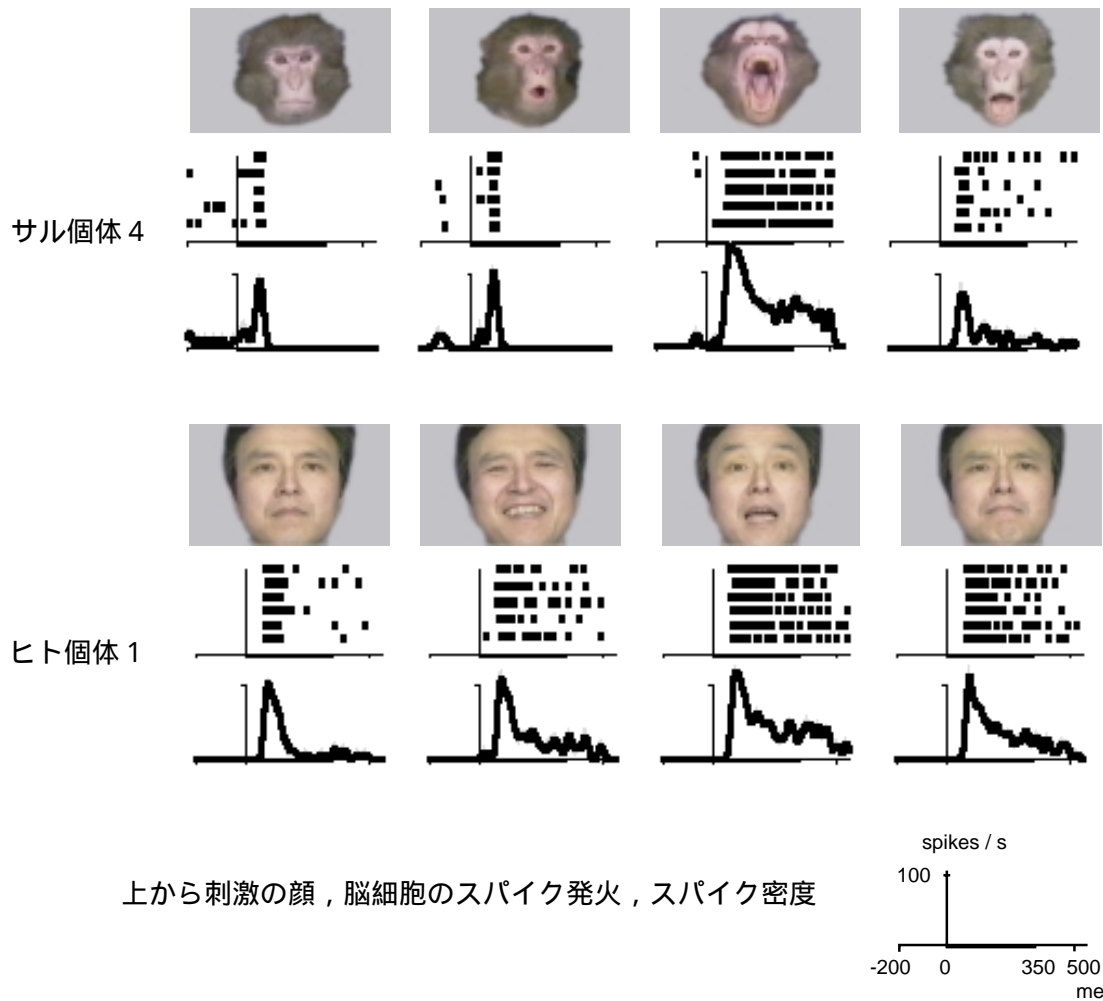 サル個体 4
ヒト個体 1
上から刺激の顔，脳細胞のスパイク発火，スパイク密度
spikes / s
100
-200 0 350 500
me